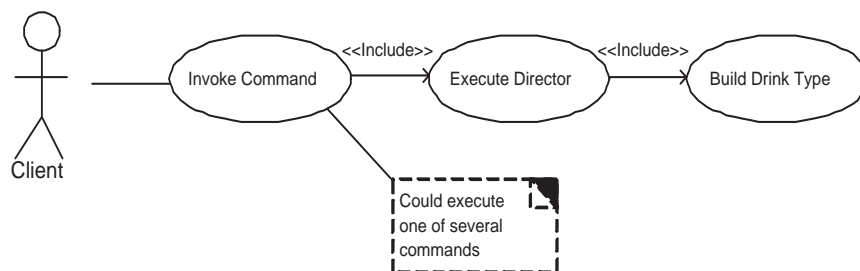 <<Include>>
<<Include>>
Invoke Command
Execute Director
Build Drink Type
Client
Could execute
one of several
commands